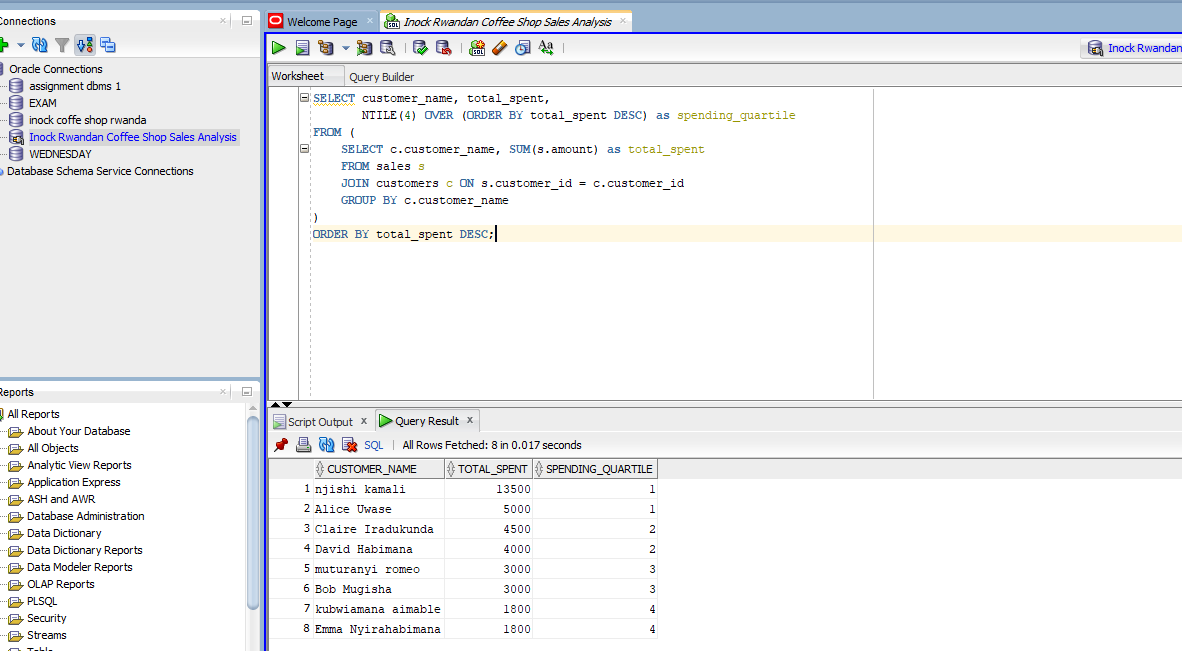 Connections
Oracle Connections
assignment dbms 1
EXAM
inock coffe shop rwanda
Inock Rwandan Coffee Shop Sales Analysis
WEDNESDAY
Database Schema Service Connections
Reports
All Reports
About Your Database
All Objects
Analytic View Reports
Application Express
ASH and AWR
Database Administration
Data Dictionary
Data Dictionary Reports
Data Modeler Reports
OLAP Reports
PLSQL
Security
Streams
Welcome Page
Inock Rwandan Coffee Shop Sales Analysis
Aa
Inock Rwandan
Worksheet Query Builder
SELECT customer_name, total_spent,
NTILE(4) OVER (ORDER BY total_spent DESC) as spending_quartile
FROM (
SELECT c.customer_name, SUM(s.amount) as total_spent
FROM sales s
JOIN customers c ON s.customer_id = c.customer_id
GROUP BY c.customer_name
)
ORDER BY total_spent DESC;
Script Output x Query Result x
SQL All Rows Fetched: 8 in 0.017 seconds
CUSTOMER_NAME TOTAL_SPENT SPENDING_QUARTILE
1 njishi kamali 13500 1
2 Alice Uwase 5000 1
3 Claire Iradukunda 4500 2
4 David Habimana 4000 2
5 muturanyi romeo 3000 3
6 Bob Mugisha 3000 3
7 kubwiamana aimable 1800 4
8 Emma Nyirahabimana 1800 4